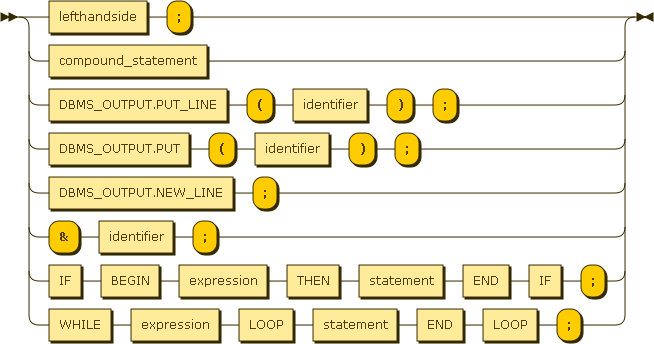 lefthandside ;
compound_statement
DBMS_OUTPUT.PUT_LINE ( identifier ) ;
DBMS_OUTPUT.PUT ( identifier ) ;
DBMS_OUTPUT.NEW_LINE ;
& identifier ;
IF BEGIN expression THEN statement END IF ;
WHILE expression LOOP statement END LOOP ;